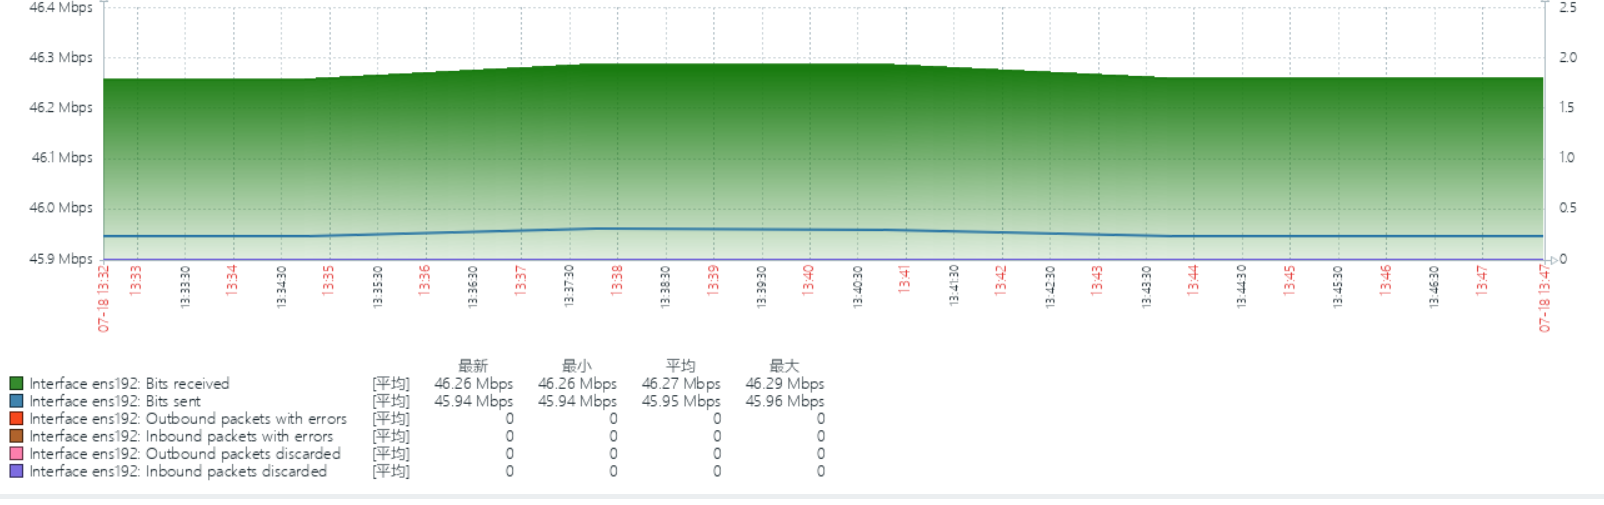 46.4 Mbps 2.5
46.3 Mbps 2.0
46.2 Mbps 1.5
46.1 Mbps 1.0
46.0 Mbps 0.5
45.9 Mbps 0
07-18 13:32 13:33 13:33:30 13:34 13:34:30 13:35 13:35:30 13:36 13:36:30 13:37 13:37:30 13:38 13:38:30 13:39 13:39:30 13:40 13:40:30 13:41 13:41:30 13:42 13:42:30 13:43 13:43:30 13:44 13:44:30 13:45 13:45:30 13:46 13:46:30 13:47 07-18 13:47
最新 最小 平均 最大
Interface ens192: Bits received [平均] 46.26 Mbps 46.26 Mbps 46.27 Mbps 46.29 Mbps
Interface ens192: Bits sent [平均] 45.94 Mbps 45.94 Mbps 45.95 Mbps 45.96 Mbps
Interface ens192: Outbound packets with errors [平均] 0 0 0 0
Interface ens192: Inbound packets with errors [平均] 0 0 0 0
Interface ens192: Outbound packets discarded [平均] 0 0 0 0
Interface ens192: Inbound packets discarded [平均] 0 0 0 0